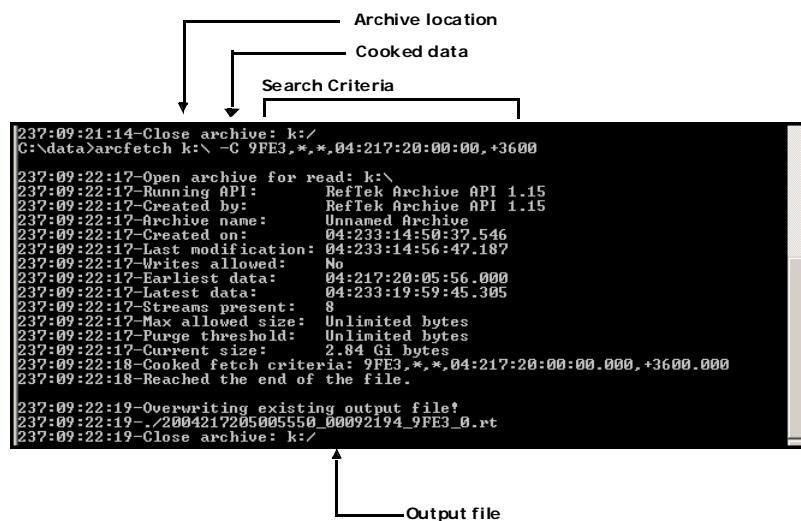 Archive location
Cooked data
Search Criteria
237:09:21:14-Close archive: k:/
C:\data>arcfetch k:\ -C 9FE3,*,*,04:217:20:00:00,+3600
237:09:22:17-Open archive for read: k:\
237:09:22:17-Running API: RefTek Archive API 1.15
237:09:22:17-Created by: RefTek Archive API 1.15
237:09:22:17-Archive name: Unnamed Archive
237:09:22:17-Created on: 04:233:14:50:37.546
237:09:22:17-Last modification: 04:233:14:56:47.187
237:09:22:17-Writes allowed: No
237:09:22:17-Earliest data: 04:217:20:05:56.000
237:09:22:17-Latest data: 04:233:19:59:45.305
237:09:22:17-Streams present: 8
237:09:22:17-Max allowed size: Unlimited bytes
237:09:22:17-Purge threshold: Unlimited bytes
237:09:22:17-Current size: 2.84 Gi bytes
237:09:22:18-Cooked fetch criteria: 9FE3,*,*,04:217:20:00:00.000,+3600.000
237:09:22:18-Reached the end of the file.
237:09:22:19-Overwriting existing output file!
237:09:22:19-./2004217205005550_00092194_9FE3_0.rt
237:09:22:19-Close archive: k:/
Output file